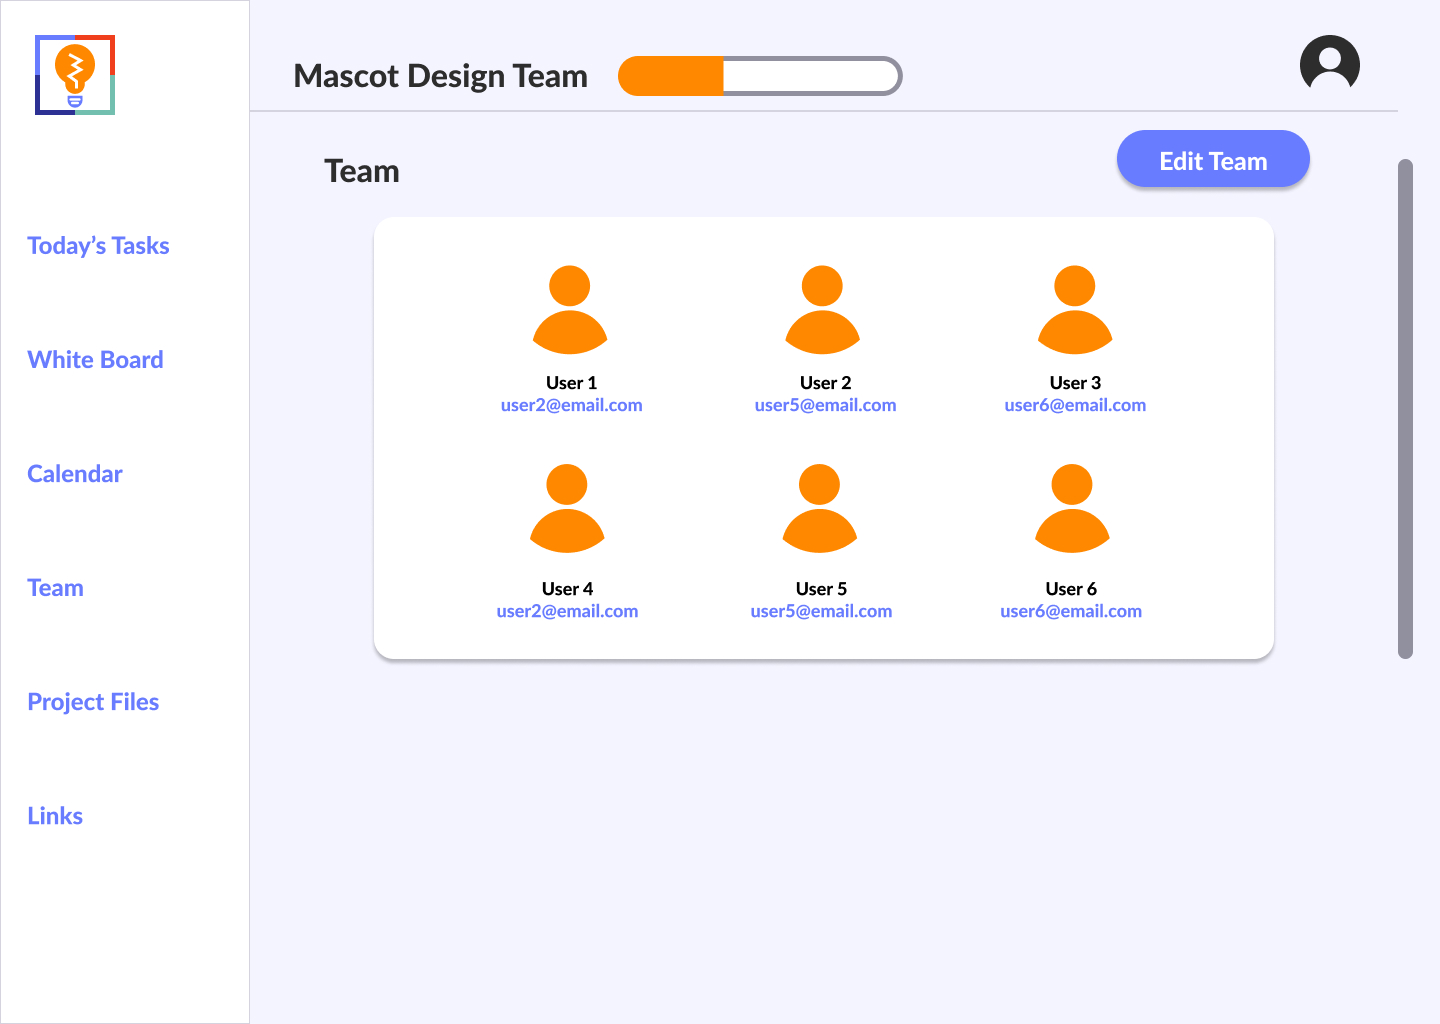 Mascot Design Team
Today’s Tasks
White Board
Calendar
Team
Project Files
Links
Team
Edit Team
User 1
user2@email.com
User 2
user5@email.com
User 3
user6@email.com
User 4
user2@email.com
User 5
user5@email.com
User 6
user6@email.com